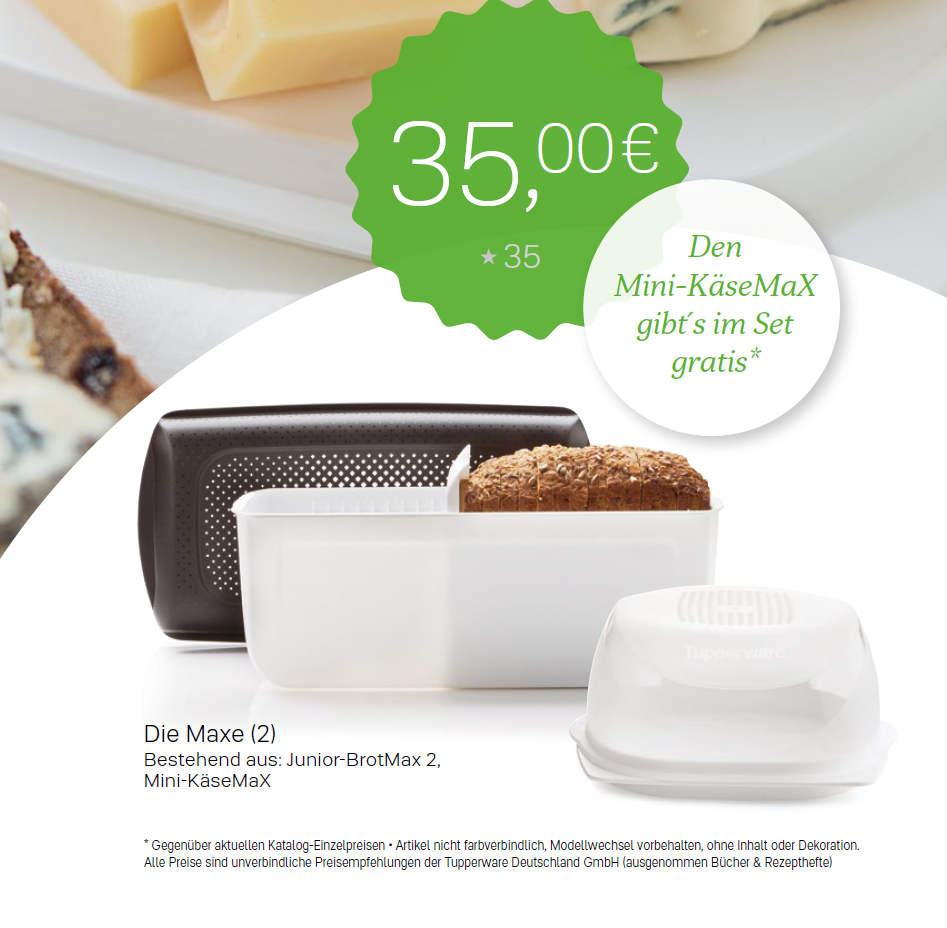 35,00€
★35
Den
Mini-KäseMaX
gibt´s im Set
gratis*
Tupperware
Die Maxe (2)
Bestehend aus: Junior-BrotMax 2,
Mini-KäseMaX
* Gegenüber aktuellen Katalog-Einzelpreisen • Artikel nicht farbverbindlich, Modellwechsel vorbehalten, ohne Inhalt oder Dekoration.
Alle Preise sind unverbindliche Preisempfehlungen der Tupperware Deutschland GmbH (ausgenommen Bücher & Rezepthefte)